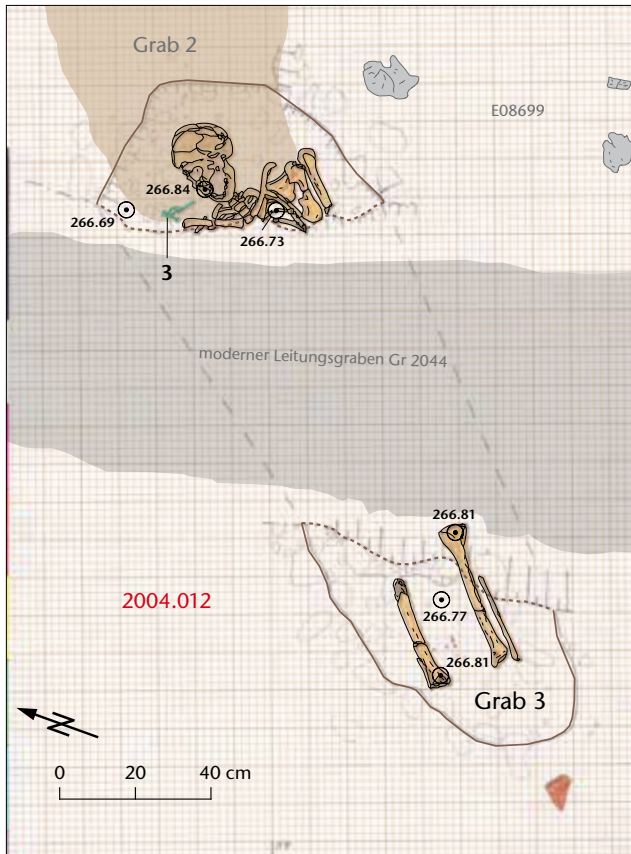 Grab 2
E08699
266.84
266.69
266.73
3
moderner Leitungsgraben Gr 2044
266.81
2004.012
266.77
266.81
Grab 3
N
0 20 40 cm